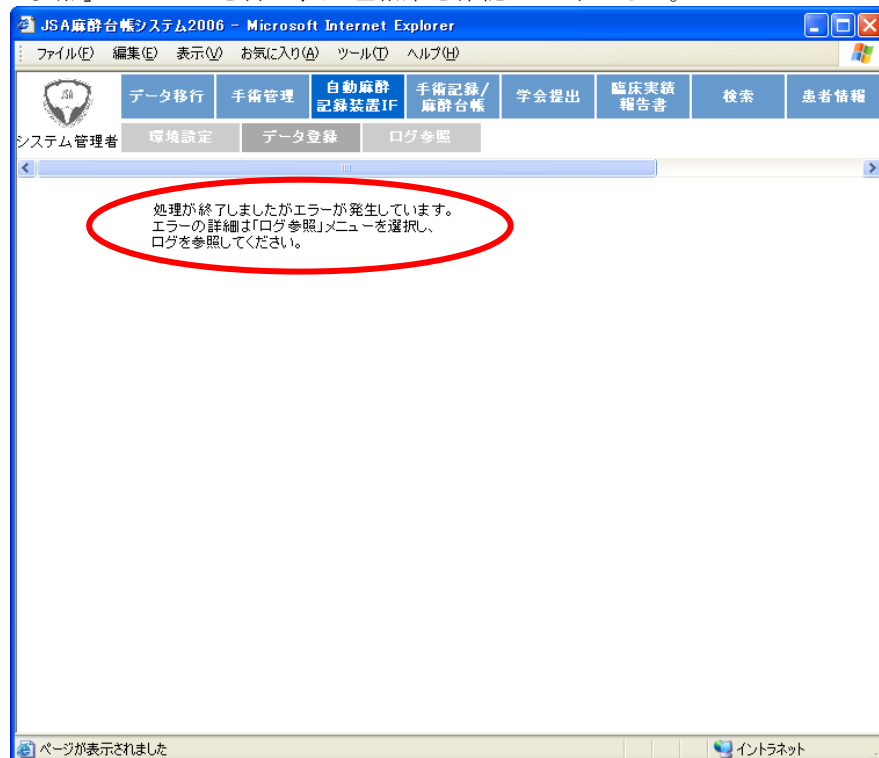 JSA麻酔台帳システム2006 - Microsoft Internet Explorer
ファイル(F) 編集(E) 表示(V) お気に入り(A) ツール(T) ヘルプ(H)
JSA
データ移行 手術管理 自動麻酔 記録装置IF 手術記録/ 麻酔台帳 学会提出 臨床実績 報告書 検索 患者情報
システム管理者 環境設定 データ登録 ログ参照
処理が終了しましたがエラーが発生しています。
エラーの詳細は「ログ参照」メニューを選択し、
ログを参照してください。
ページが表示されました イントラネット